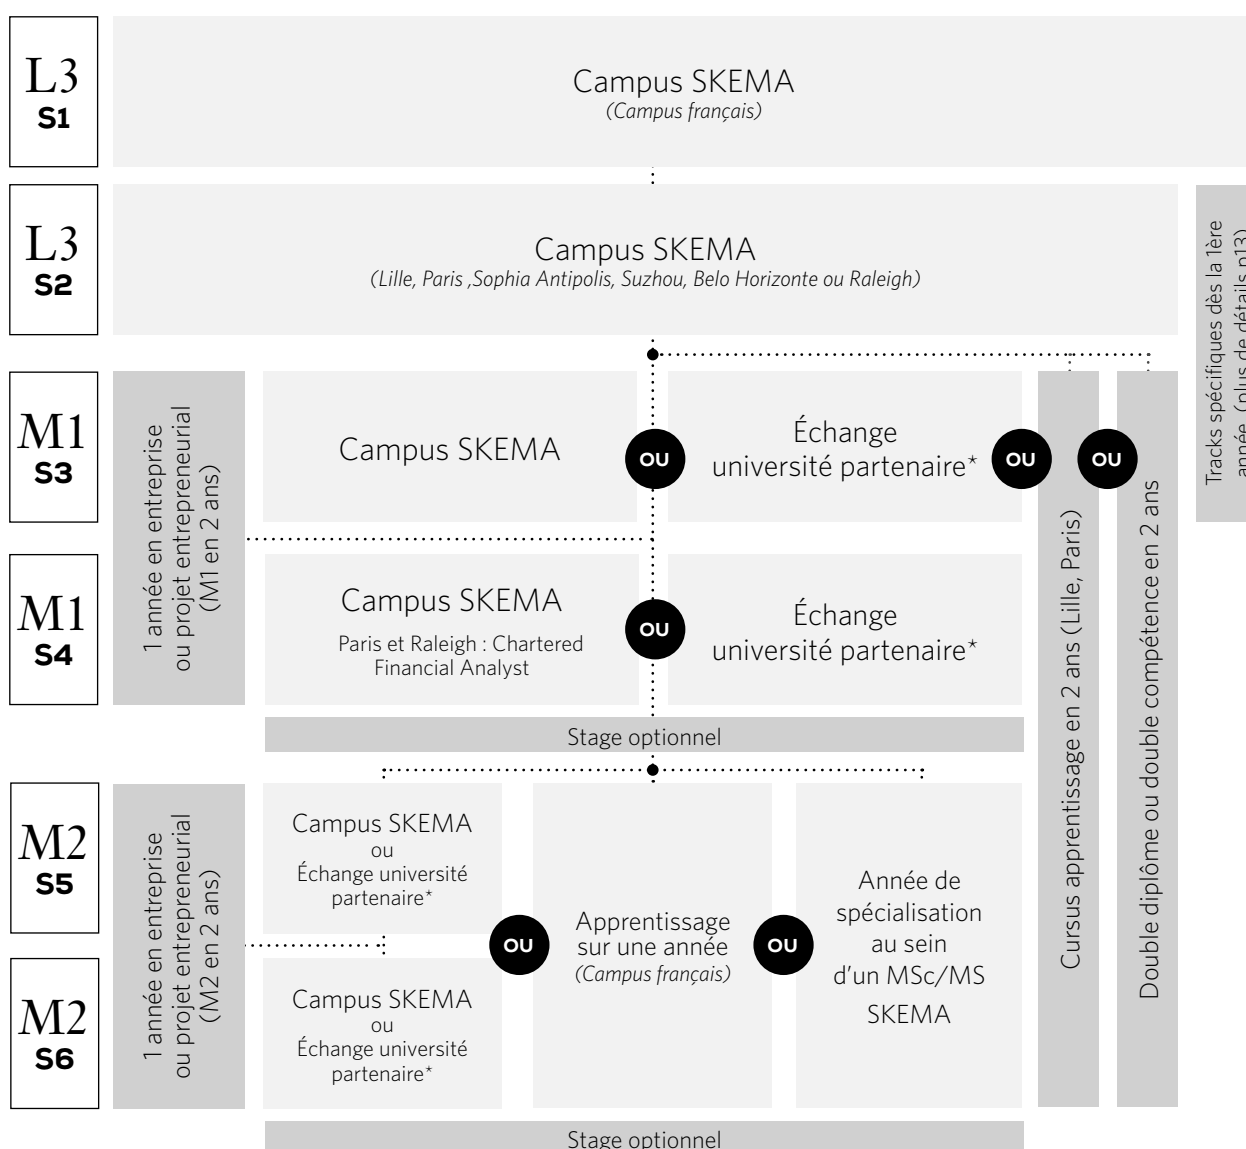 L3
S1
Campus SKEMA
(Campus français)
L3
S2
Campus SKEMA
(Lille, Paris ,Sophia Antipolis, Suzhou, Belo Horizonte ou Raleigh)
Tracks spécifiques dès la 1ère
année (plus de détails p13)
M1
S3
1 année en entreprise
ou projet entrepreneurial
(M1 en 2 ans)
Campus SKEMA
OU
Échange
université partenaire*
OU
OU
Cursus apprentissage en 2 ans (Lille, Paris)
Double diplôme ou double compétence en 2 ans
M1
S4
Campus SKEMA
Paris et Raleigh : Chartered
Financial Analyst
OU
Échange
université partenaire*
Stage optionnel
M2
S5
1 année en entreprise
ou projet entrepreneurial
(M2 en 2 ans)
Campus SKEMA
ou
Échange université
partenaire*
OU
Apprentissage
sur une année
(Campus français)
OU
Année de
spécialisation
au sein
d'un MSc/MS
SKEMA
M2
S6
Campus SKEMA
ou
Échange université
partenaire*
Stage optionnel